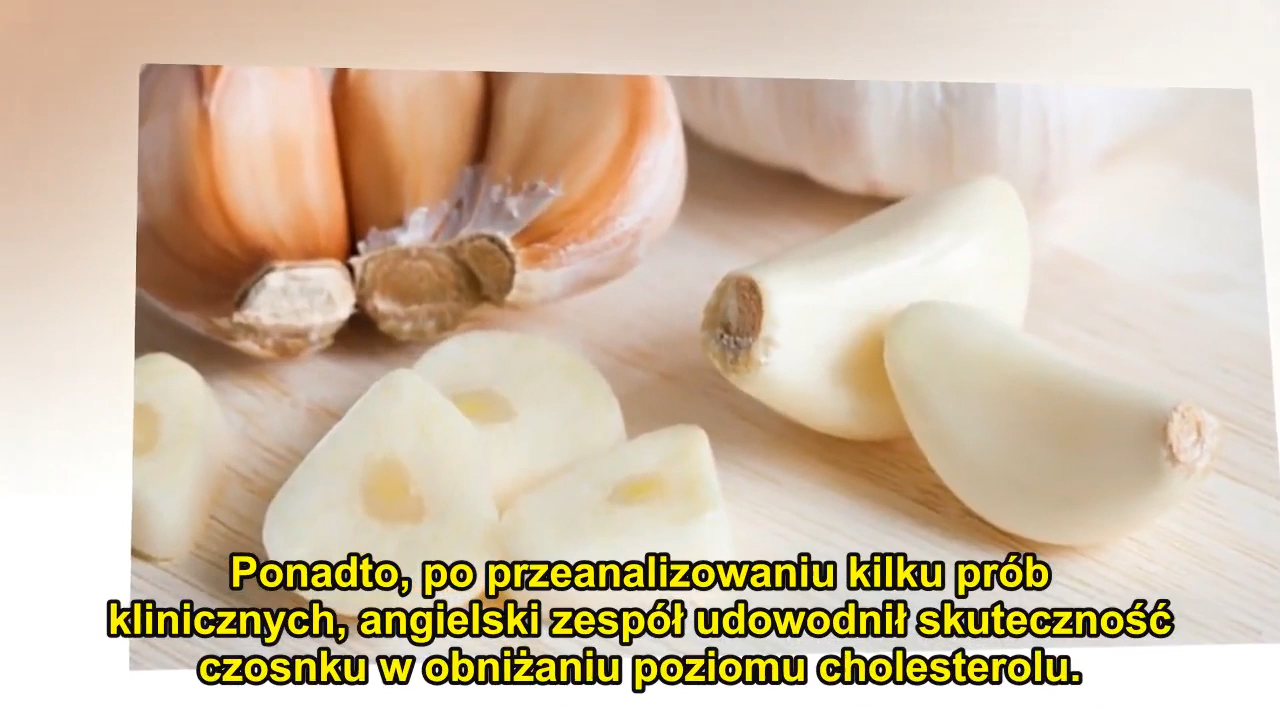 Ponadto, po przeanalizowaniu kilku prób
klinicznych, angielski zespół udowodnił skuteczność
czosnku w obniżaniu poziomu cholesterolu.